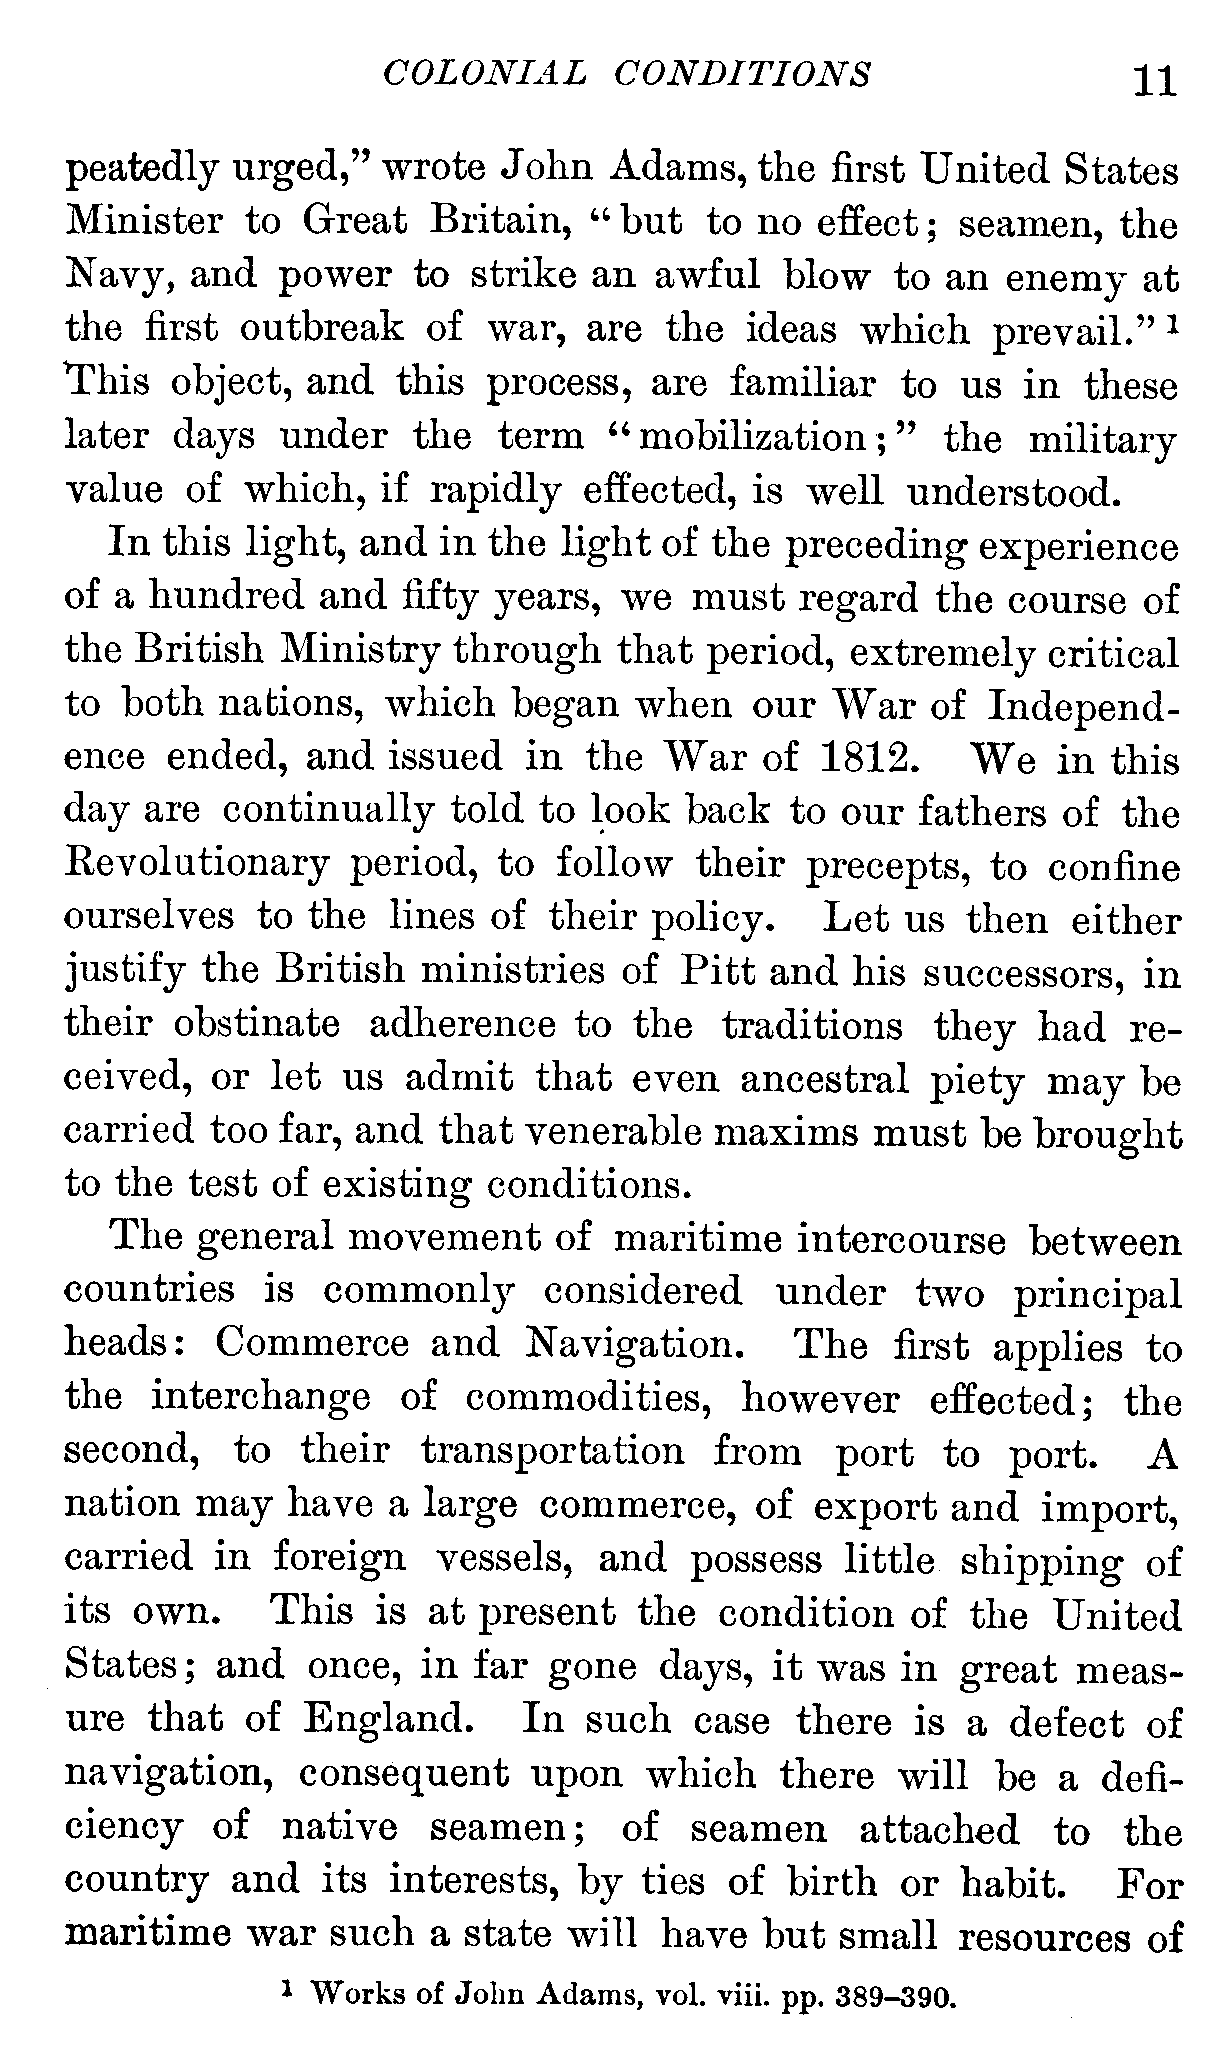 COLONIAL CONDITIONS 11
peatedly urged,” wrote John Adams, the first United States
Minister to Great Britain, “but to no effect; seamen, the
Navy, and power to strike an awful blow to an enemy at
the first outbreak of war, are the ideas which prevail.” ¹
This object, and this process, are familiar to us in these
later days under the term “mobilization;” the military
value of which, if rapidly effected, is well understood.
In this light, and in the light of the preceding experience
of a hundred and fifty years, we must regard the course of
the British Ministry through that period, extremely critical
to both nations, which began when our War of Independ-
ence ended, and issued in the War of 1812. We in this
day are continually told to look back to our fathers of the
Revolutionary period, to follow their precepts, to confine
ourselves to the lines of their policy. Let us then either
justify the British ministries of Pitt and his successors, in
their obstinate adherence to the traditions they had re-
ceived, or let us admit that even ancestral piety may be
carried too far, and that venerable maxims must be brought
to the test of existing conditions.
The general movement of maritime intercourse between
countries is commonly considered under two principal
heads: Commerce and Navigation. The first applies to
the interchange of commodities, however effected; the
second, to their transportation from port to port. A
nation may have a large commerce, of export and import,
carried in foreign vessels, and possess little shipping of
its own. This is at present the condition of the United
States; and once, in far gone days, it was in great meas-
ure that of England. In such case there is a defect of
navigation, consequent upon which there will be a defi-
ciency of native seamen; of seamen attached to the
country and its interests, by ties of birth or habit. For
maritime war such a state will have but small resources of
¹ Works of John Adams, vol. viii. pp. 389–390.